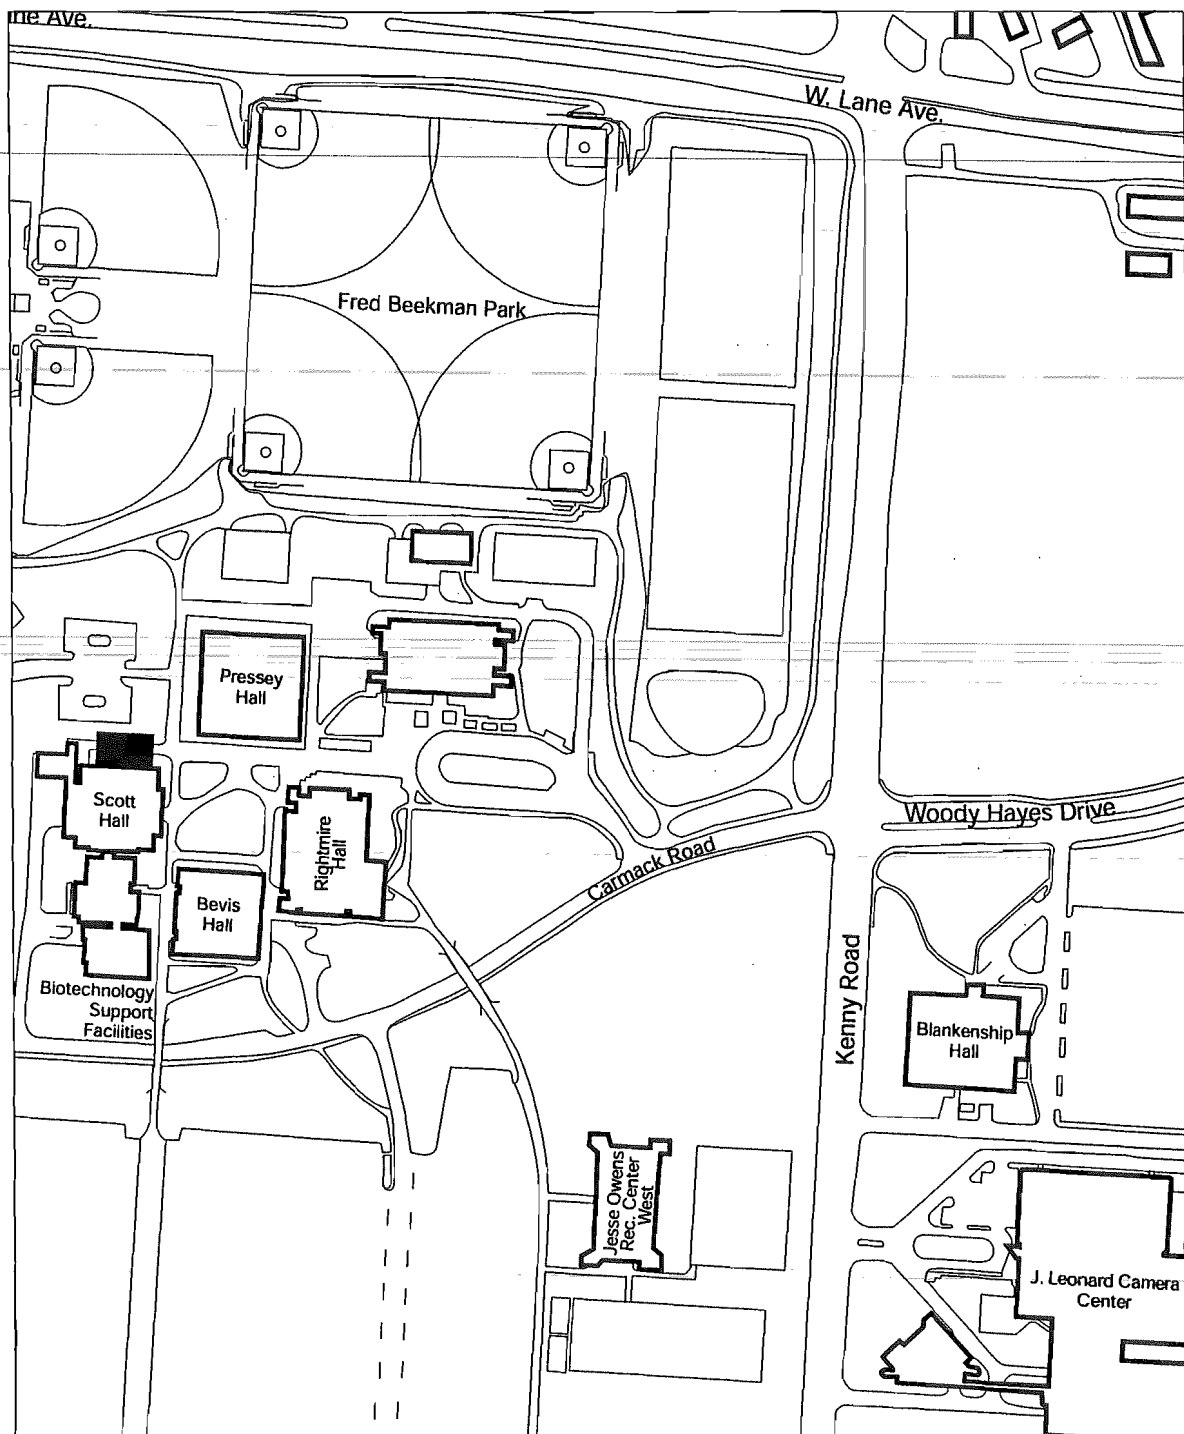 ne Ave.
W. Lane Ave.
Fred Beekman Park
Pressey
Hall
Scott
Hall
Rightmire
Hall
Woody Hayes Drive
Carmack Road
Bevis
Hall
Kenny Road
Biotechnology
Support
Facilities
Blankenship
Hall
Jesse Owens
Rec. Center
West
J. Leonard Camera
Center